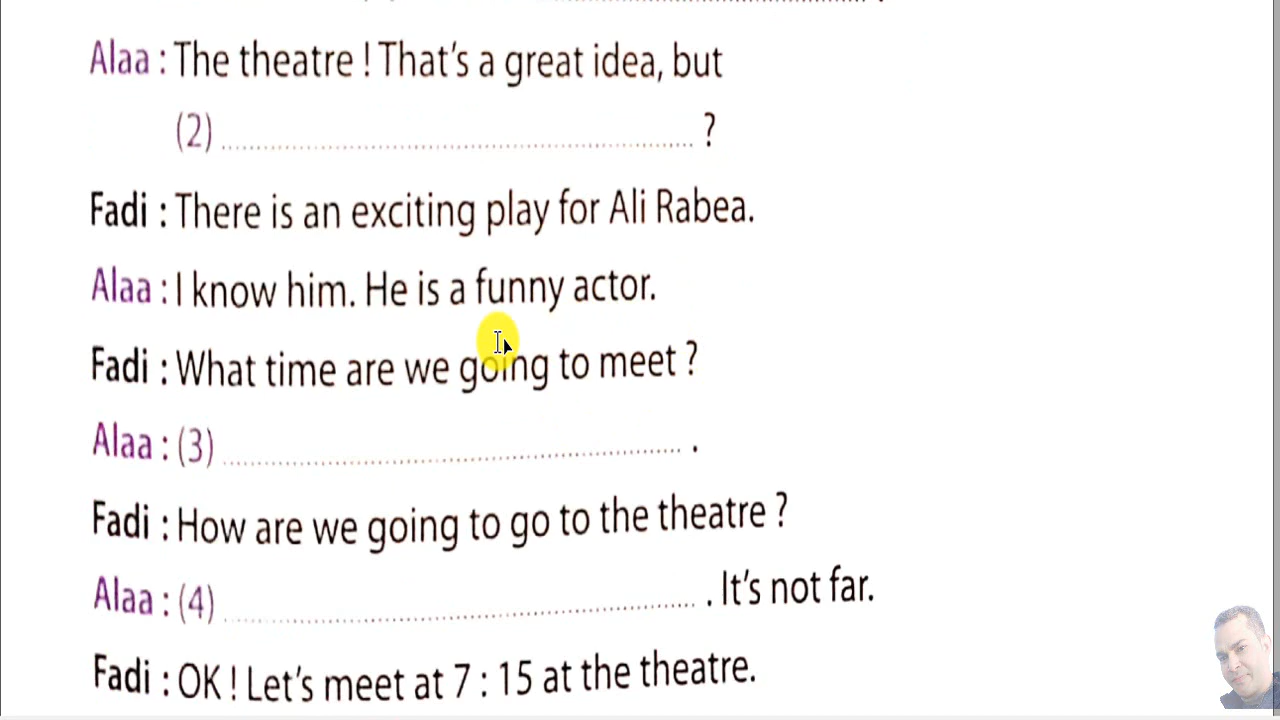 Alaa : The theatre ! That's a great idea, but
(2) ........................................ ?
Fadi : There is an exciting play for Ali Rabea.
Alaa : I know him. He is a funny actor.
Fadi : What time are we going to meet ?
Alaa : (3) ........................................ .
Fadi : How are we going to go to the theatre ?
Alaa : (4) ........................................ . It's not far.
Fadi : OK ! Let's meet at 7 : 15 at the theatre.